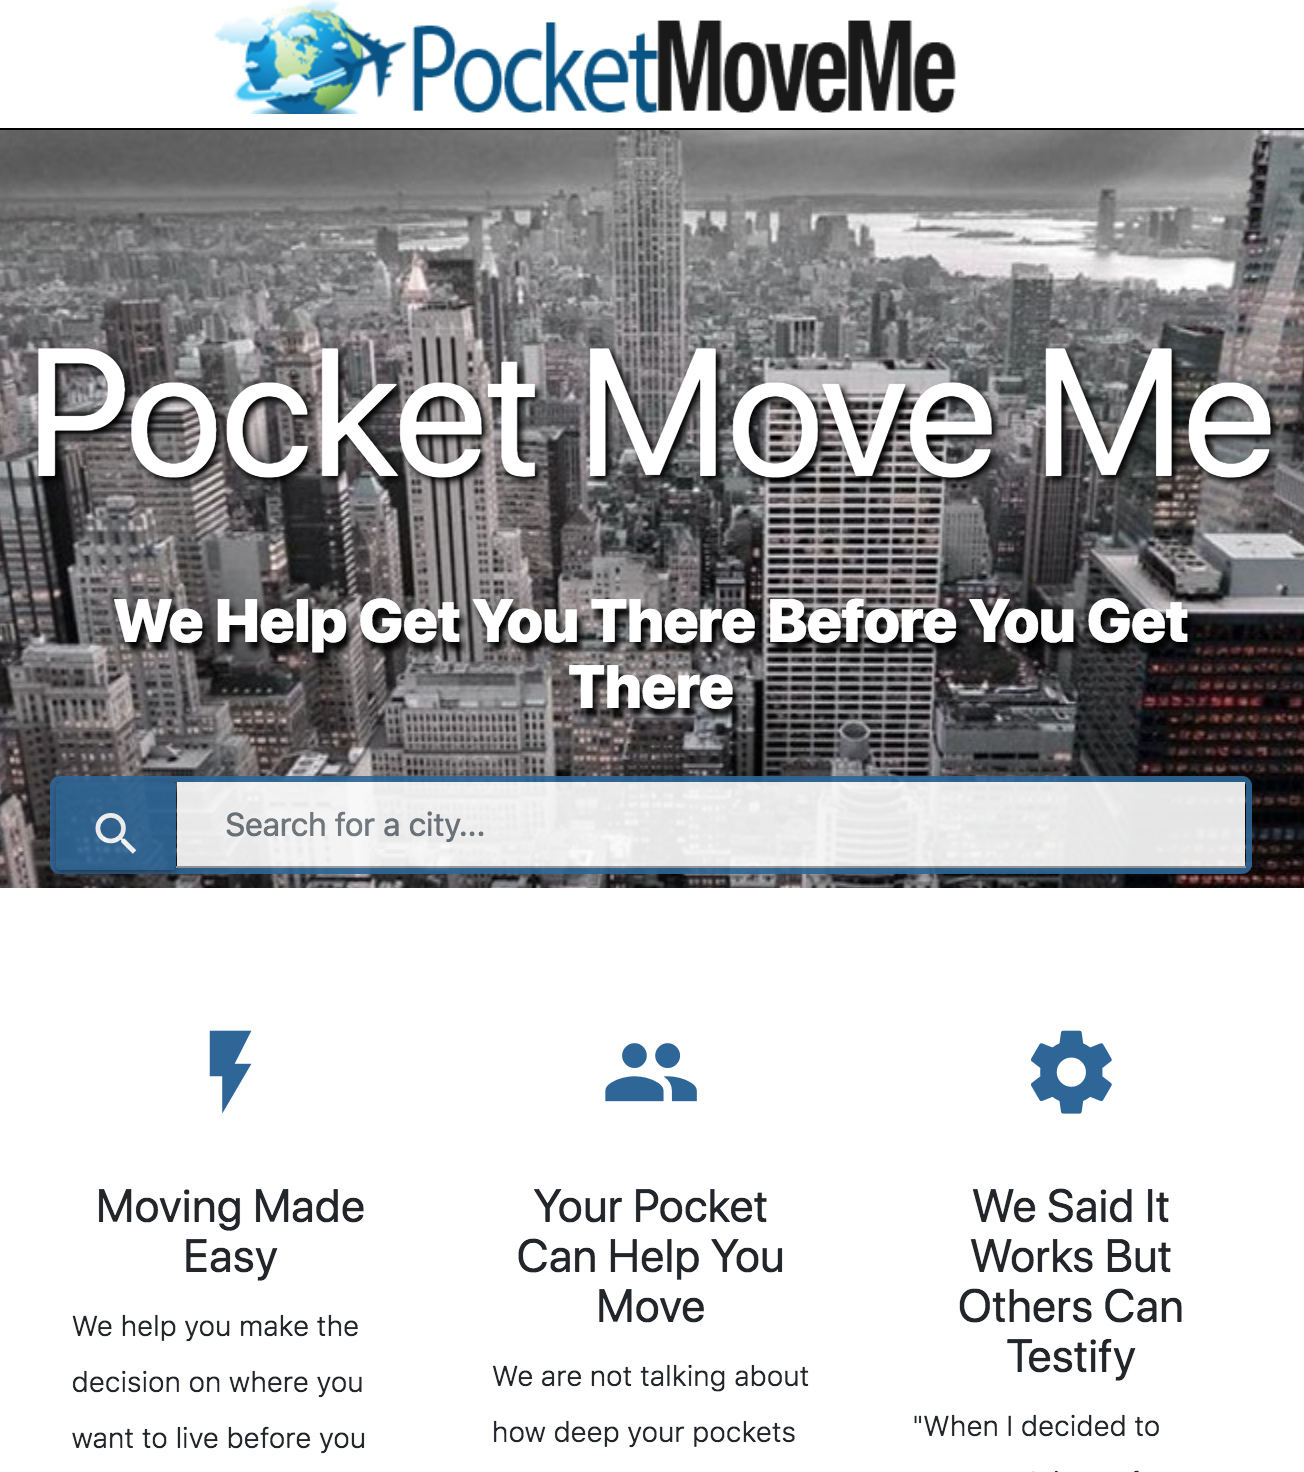 PocketMoveMe
Pocket Move Me
We Help Get You There Before You Get
There
Search for a city...
Moving Made
Easy
We help you make the
decision on where you
want to live before you
Your Pocket
Can Help You
Move
We are not talking about
how deep your pockets
We Said It
Works But
Others Can
Testify
"When I decided to